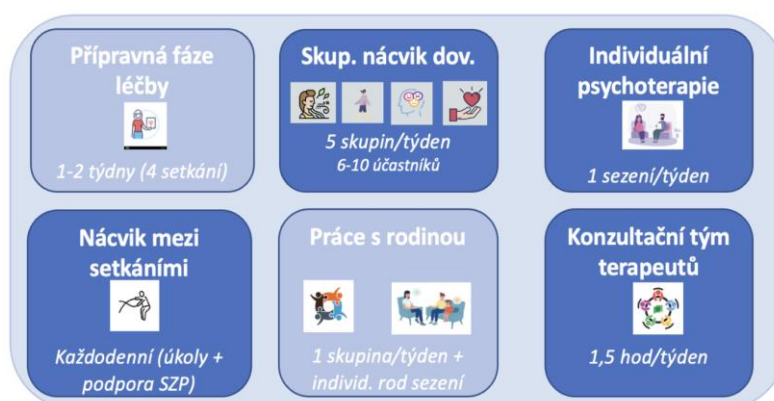 Přípravná fáze
léčby
1-2 týdny (4 setkání)
Skup. nácvik dov.
5 skupin/týden
6-10 účastníků
Individuální
psychoterapie
1 sezení/týden
Nácvik mezi
setkáními
Každodenní (úkoly +
podpora SZP)
Práce s rodinou
1 skupina/týden +
individ. rod sezení
Konzultační tým
terapeutů
1,5 hod/týden